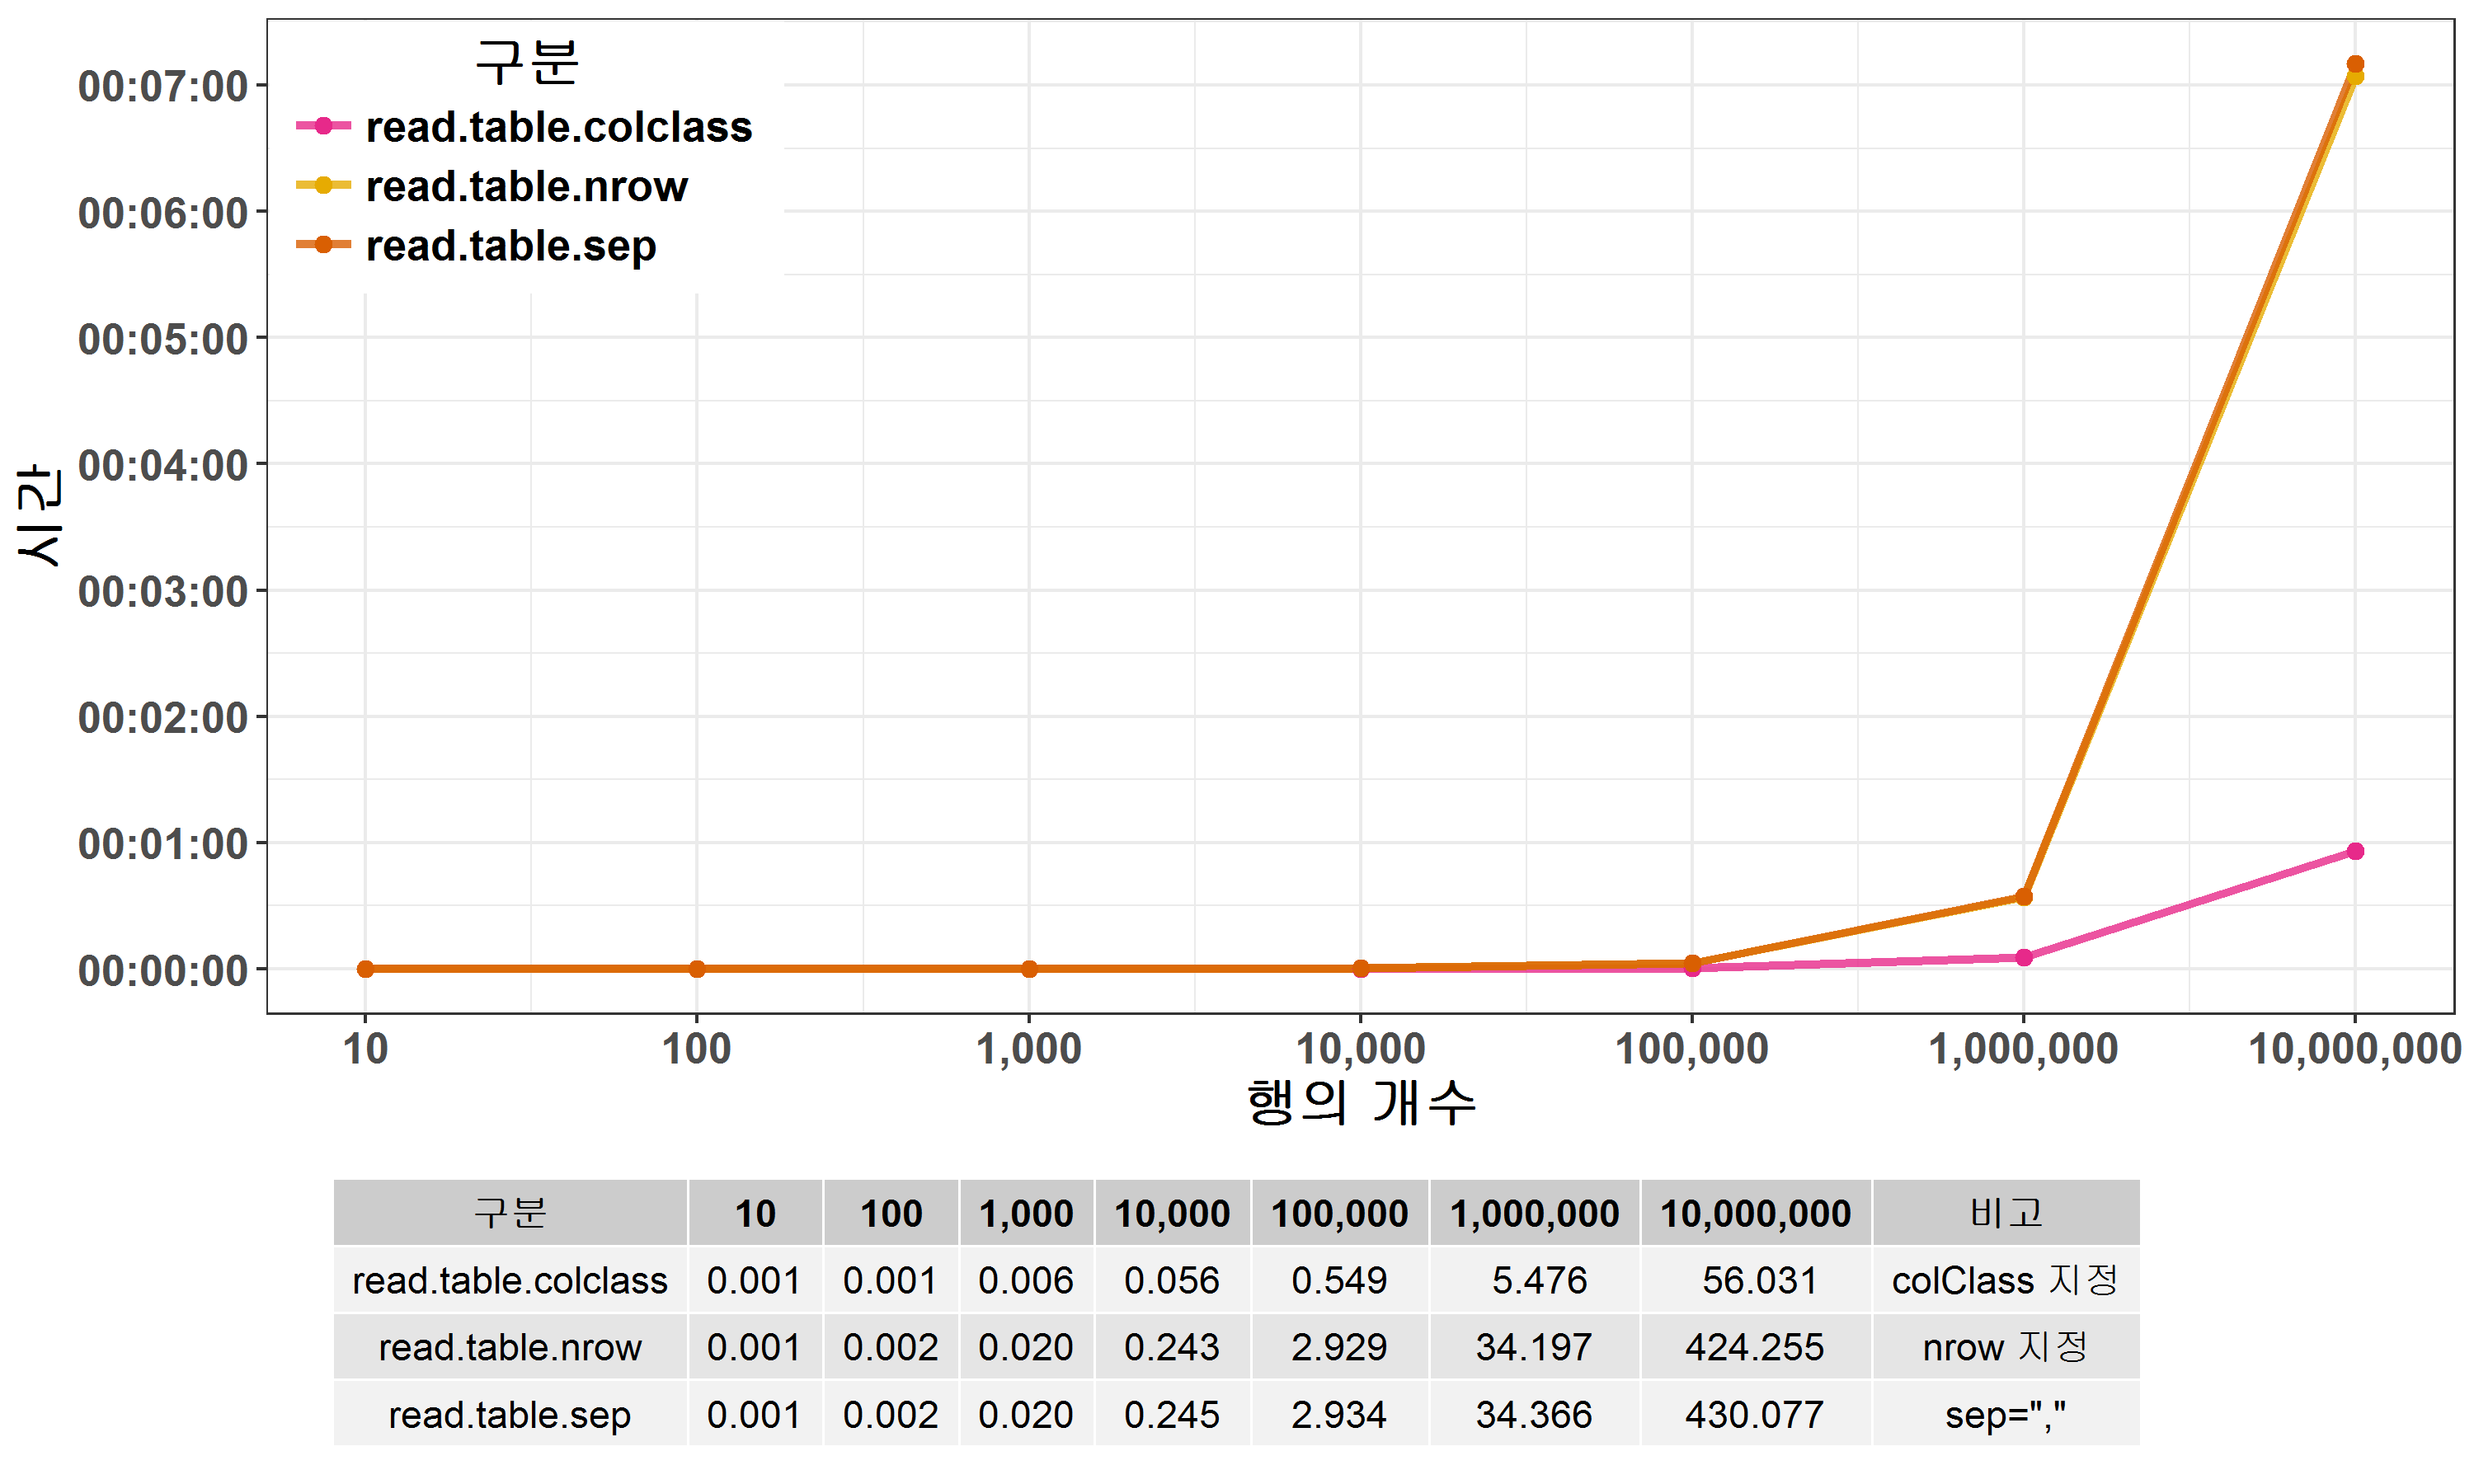 구분
read.table.colclass
read.table.nrow
read.table.sep
시간
00:07:00
00:06:00
00:05:00
00:04:00
00:03:00
00:02:00
00:01:00
00:00:00
10 100 1,000 10,000 100,000 1,000,000 10,000,000
행의 개수
구분 10 100 1,000 10,000 100,000 1,000,000 10,000,000 비고
read.table.colclass 0.001 0.001 0.006 0.056 0.549 5.476 56.031 colClass 지정
read.table.nrow 0.001 0.002 0.020 0.243 2.929 34.197 424.255 nrow 지정
read.table.sep 0.001 0.002 0.020 0.245 2.934 34.366 430.077 sep=","